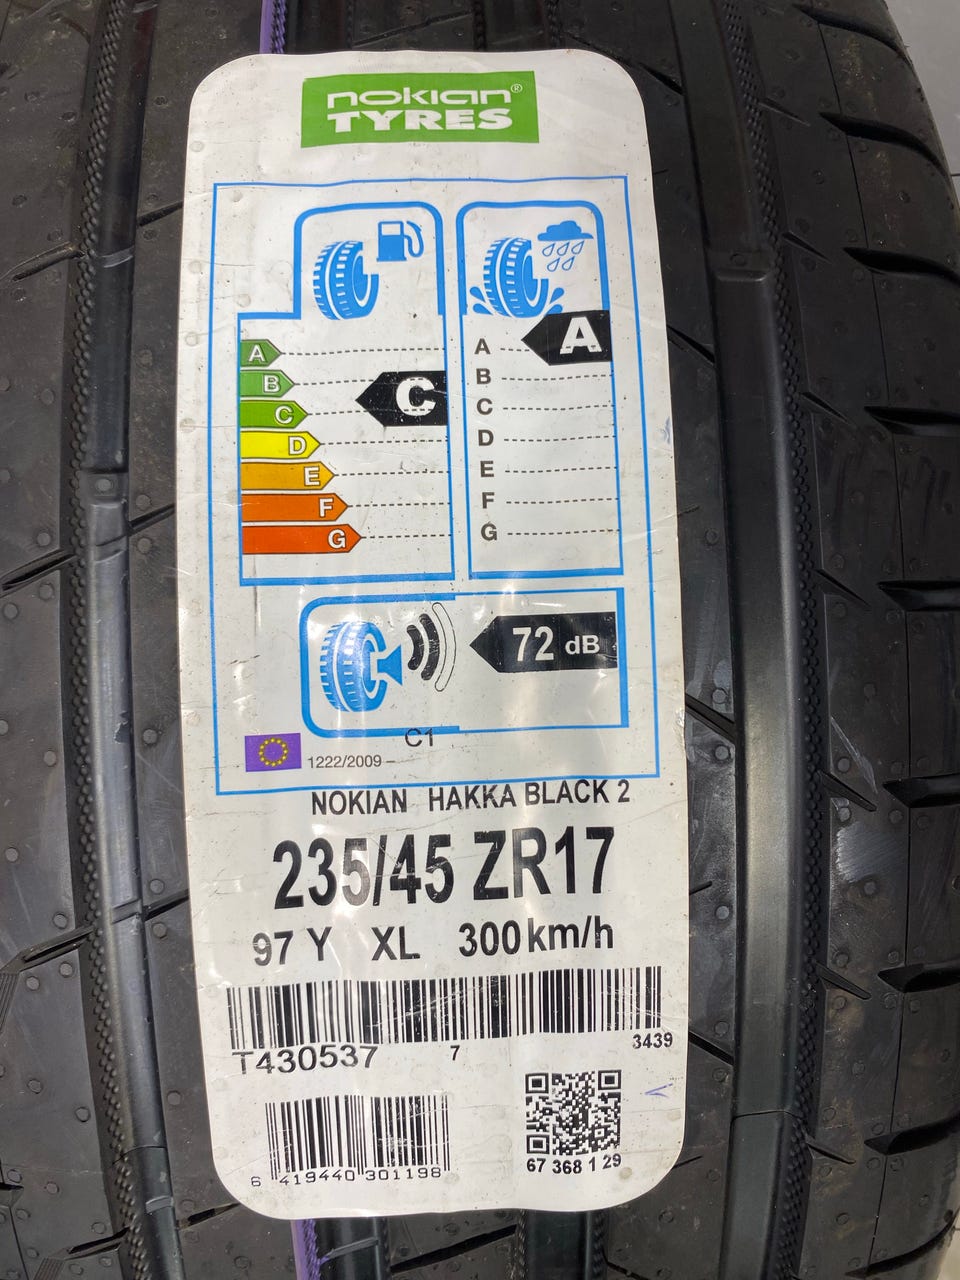 nokian®
TYRES
A
B
C
D
E
F
G
C
A
B
C
D
E
F
G
A
72 dB
C1
1222/2009 –
NOKIAN HAKKA BLACK 2
235/45 ZR17
97 Y XL 300 km/h
T430537 7 3439
6 419440 301198
67 368 1 29